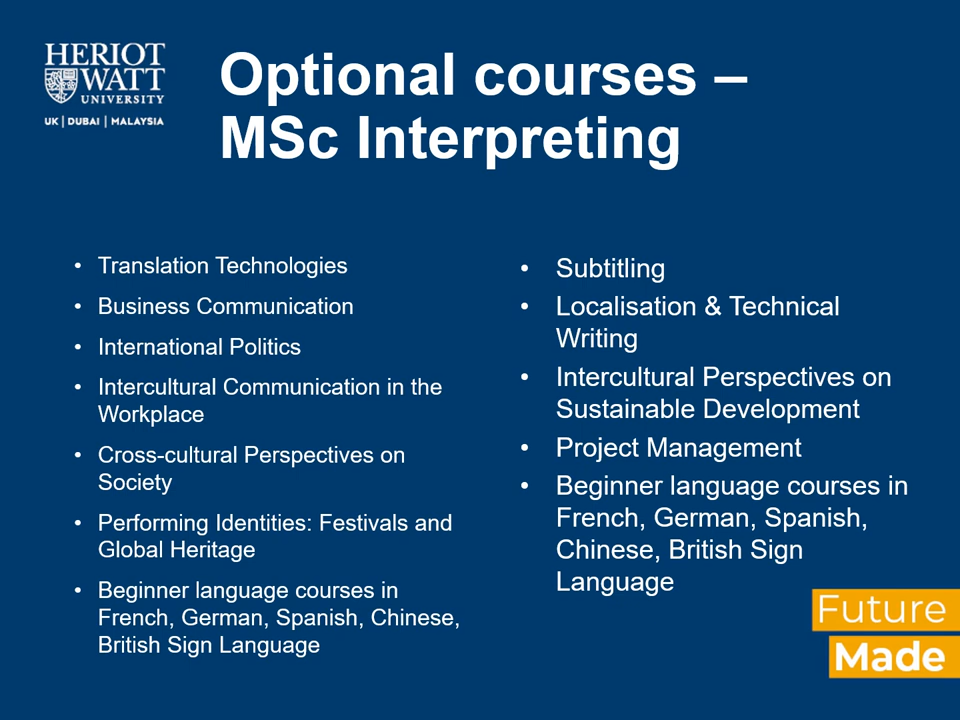 HERIOT
WATT
UNIVERSITY
UK | DUBAI | MALAYSIA
Optional courses –
MSc Interpreting
• Translation Technologies
• Business Communication
• International Politics
• Intercultural Communication in the
Workplace
• Cross-cultural Perspectives on
Society
• Performing Identities: Festivals and
Global Heritage
• Beginner language courses in
French, German, Spanish, Chinese,
British Sign Language
• Subtitling
• Localisation & Technical
Writing
• Intercultural Perspectives on
Sustainable Development
• Project Management
• Beginner language courses in
French, German, Spanish,
Chinese, British Sign
Language
Future
Made